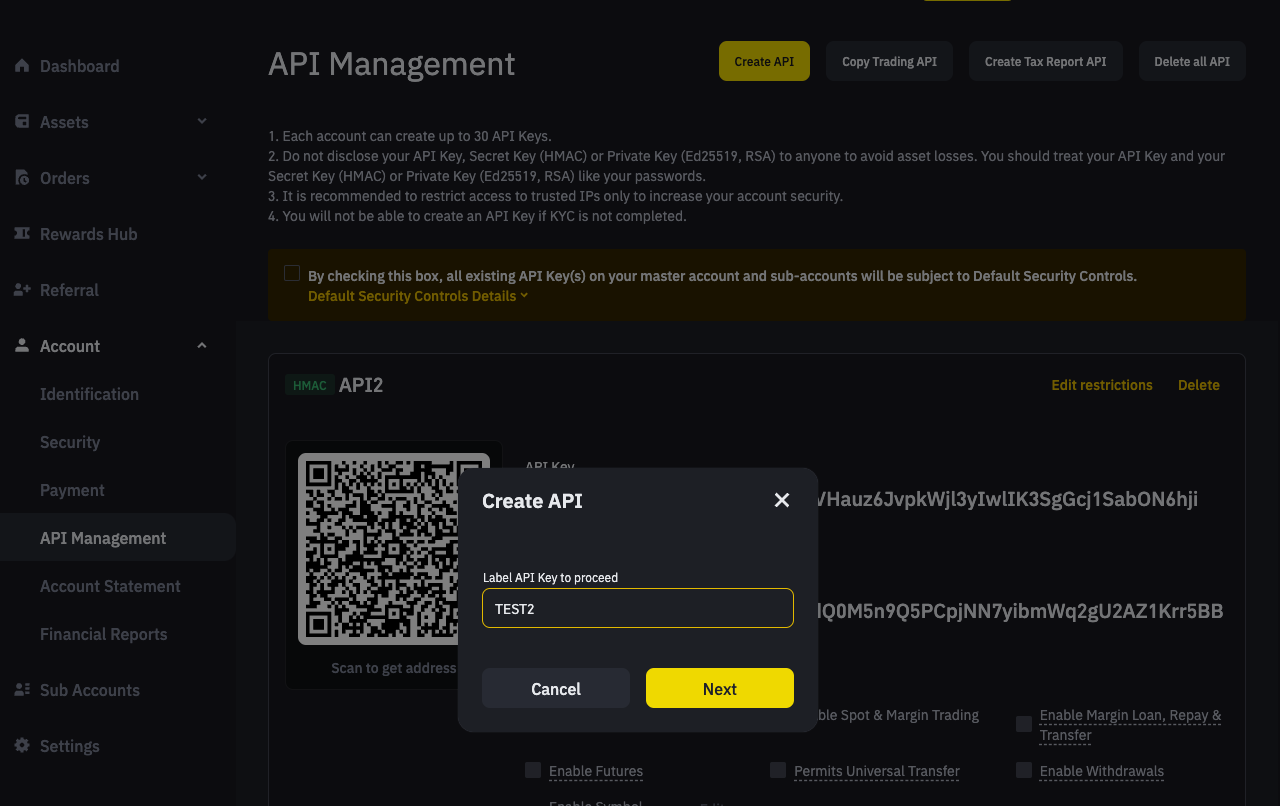 Dashboard
Assets
Orders
Rewards Hub
Referral
Account
Identification
Security
Payment
API Management
Account Statement
Financial Reports
Sub Accounts
Settings
API Management
Create API
Copy Trading API
Create Tax Report API
Delete all API
1. Each account can create up to 30 API Keys.
2. Do not disclose your API Key, Secret Key (HMAC) or Private Key (Ed25519, RSA) to anyone to avoid asset losses. You should treat your API Key and your
Secret Key (HMAC) or Private Key (Ed25519, RSA) like your passwords.
3. It is recommended to restrict access to trusted IPs only to increase your account security.
4. You will not be able to create an API Key if KYC is not completed.
By checking this box, all existing API Key(s) on your master account and sub-accounts will be subject to Default Security Controls.
Default Security Controls Details
HMAC API2
Edit restrictions
Delete
API Key
VHauz6JvpkWjl3yIwlIK3SgGcj1SabON6hji
Q0M5n9Q5PCpjNN7yibmWq2gU2AZ1Krr5BB
Scan to get address
Create API
Label API Key to proceed
TEST2
Cancel
Next
Spot & Margin Trading
Enable Margin Loan, Repay &
Transfer
Enable Futures
Permits Universal Transfer
Enable Withdrawals
Enable Symbol
Edit